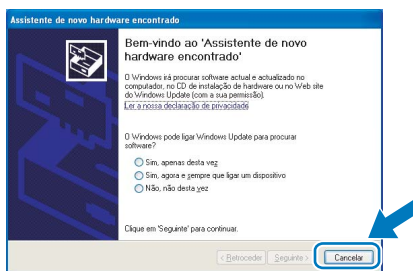 Assistente de novo hardware encontrado
Bem-vindo ao 'Assistente de novo
hardware encontrado'
O Windows irá procurar software actual e actualizado no
computador, no CD de instalação de hardware ou no Web site
do Windows Update (com a sua permissão).
Ler a nossa declaração de privacidade
O Windows pode ligar Windows Update para procurar
software?
Sim, apenas desta vez
Sim, agora e sempre que ligar um dispositivo
Não, não desta vez
Clique em 'Seguinte' para continuar.
< Retroceder
Seguinte >
Cancelar